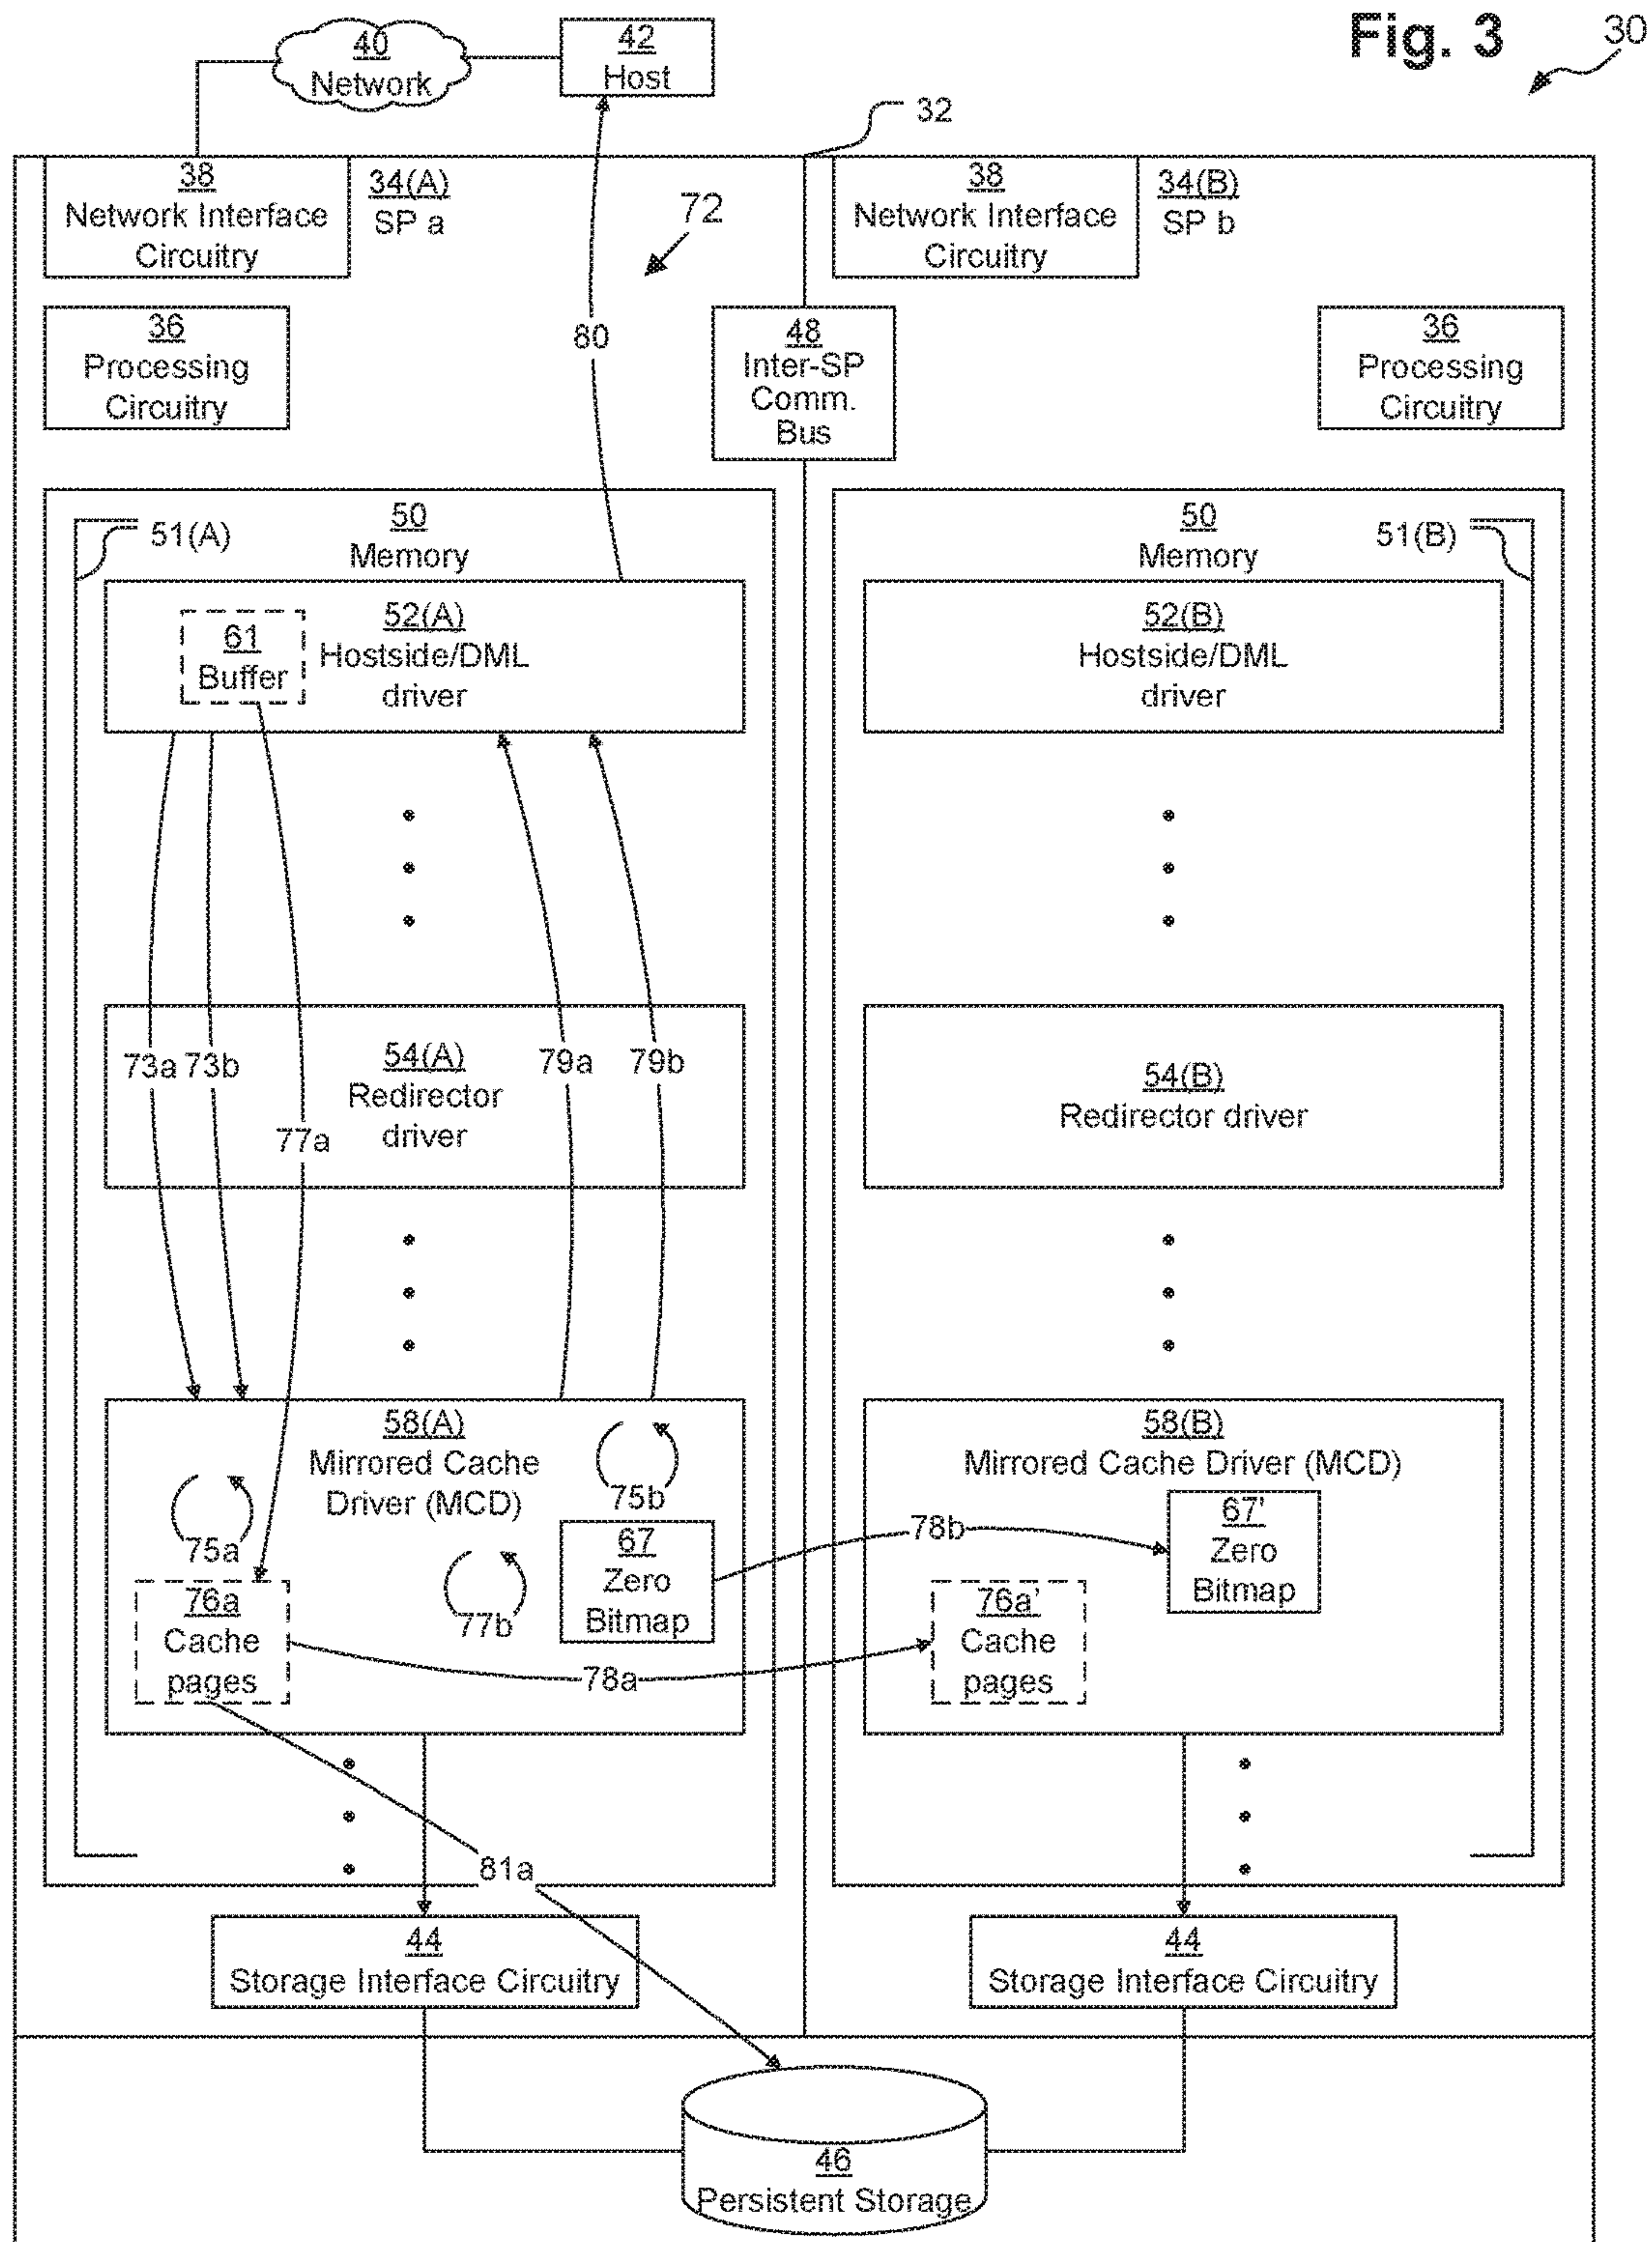 Fig. 3
30
40
Network
42
Host
32
38
Network Interface
Circuitry
34(A)
SP a
72
38
Network Interface
Circuitry
34(B)
SP b
36
Processing
Circuitry
80
48
Inter-SP
Comm.
Bus
36
Processing
Circuitry
50
Memory
51(A)
50
Memory
51(B)
61
Buffer
52(A)
Hostside/DML
driver
52(B)
Hostside/DML
driver
73a
73b
77a
54(A)
Redirector
driver
79a
79b
54(B)
Redirector driver
58(A)
Mirrored Cache
Driver (MCD)
75a
75b
77b
67
Zero
Bitmap
76a
Cache
pages
78b
78a
58(B)
Mirrored Cache Driver (MCD)
67'
Zero
Bitmap
76a'
Cache
pages
81a
44
Storage Interface Circuitry
44
Storage Interface Circuitry
46
Persistent Storage